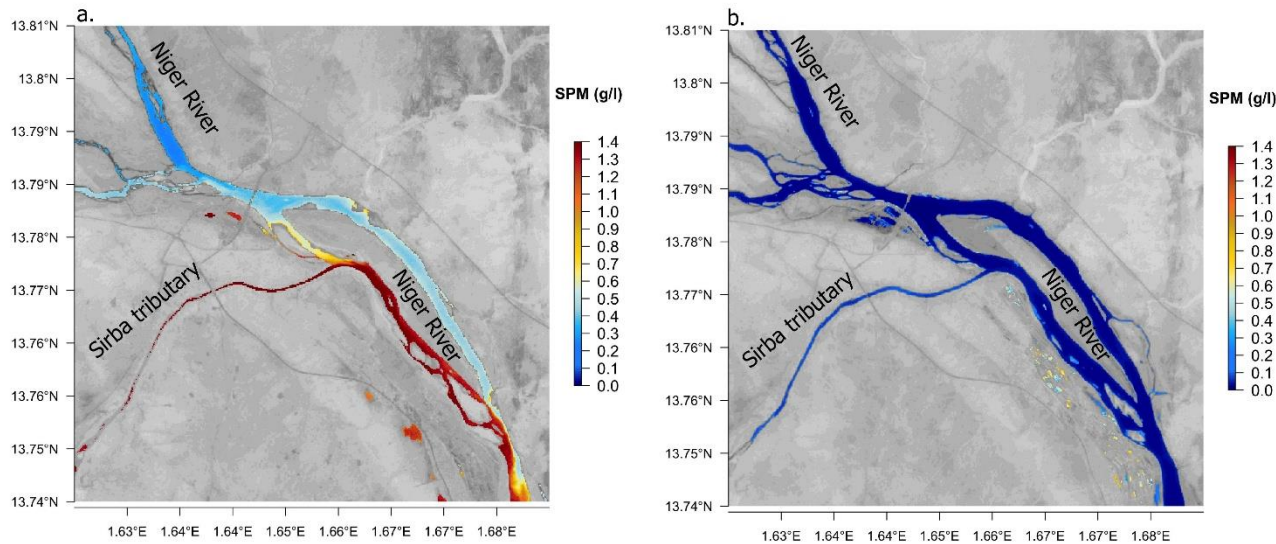 a.
13.81°N
13.8°N
13.79°N
13.79°N
13.78°N
13.77°N
13.76°N
13.76°N
13.75°N
13.74°N
Niger River
Sirba tributary
Niger River
1.63°E 1.64°E 1.64°E 1.65°E 1.66°E 1.67°E 1.67°E 1.68°E
SPM (g/l)
1.4
1.3
1.2
1.1
1.0
0.9
0.8
0.7
0.6
0.5
0.4
0.3
0.2
0.1
0.0
b.
13.81°N
13.8°N
13.79°N
13.79°N
13.78°N
13.77°N
13.76°N
13.76°N
13.75°N
13.74°N
Niger River
Sirba tributary
Niger River
1.63°E 1.64°E 1.64°E 1.65°E 1.66°E 1.67°E 1.67°E 1.68°E
SPM (g/l)
1.4
1.3
1.2
1.1
1.0
0.9
0.8
0.7
0.6
0.5
0.4
0.3
0.2
0.1
0.0